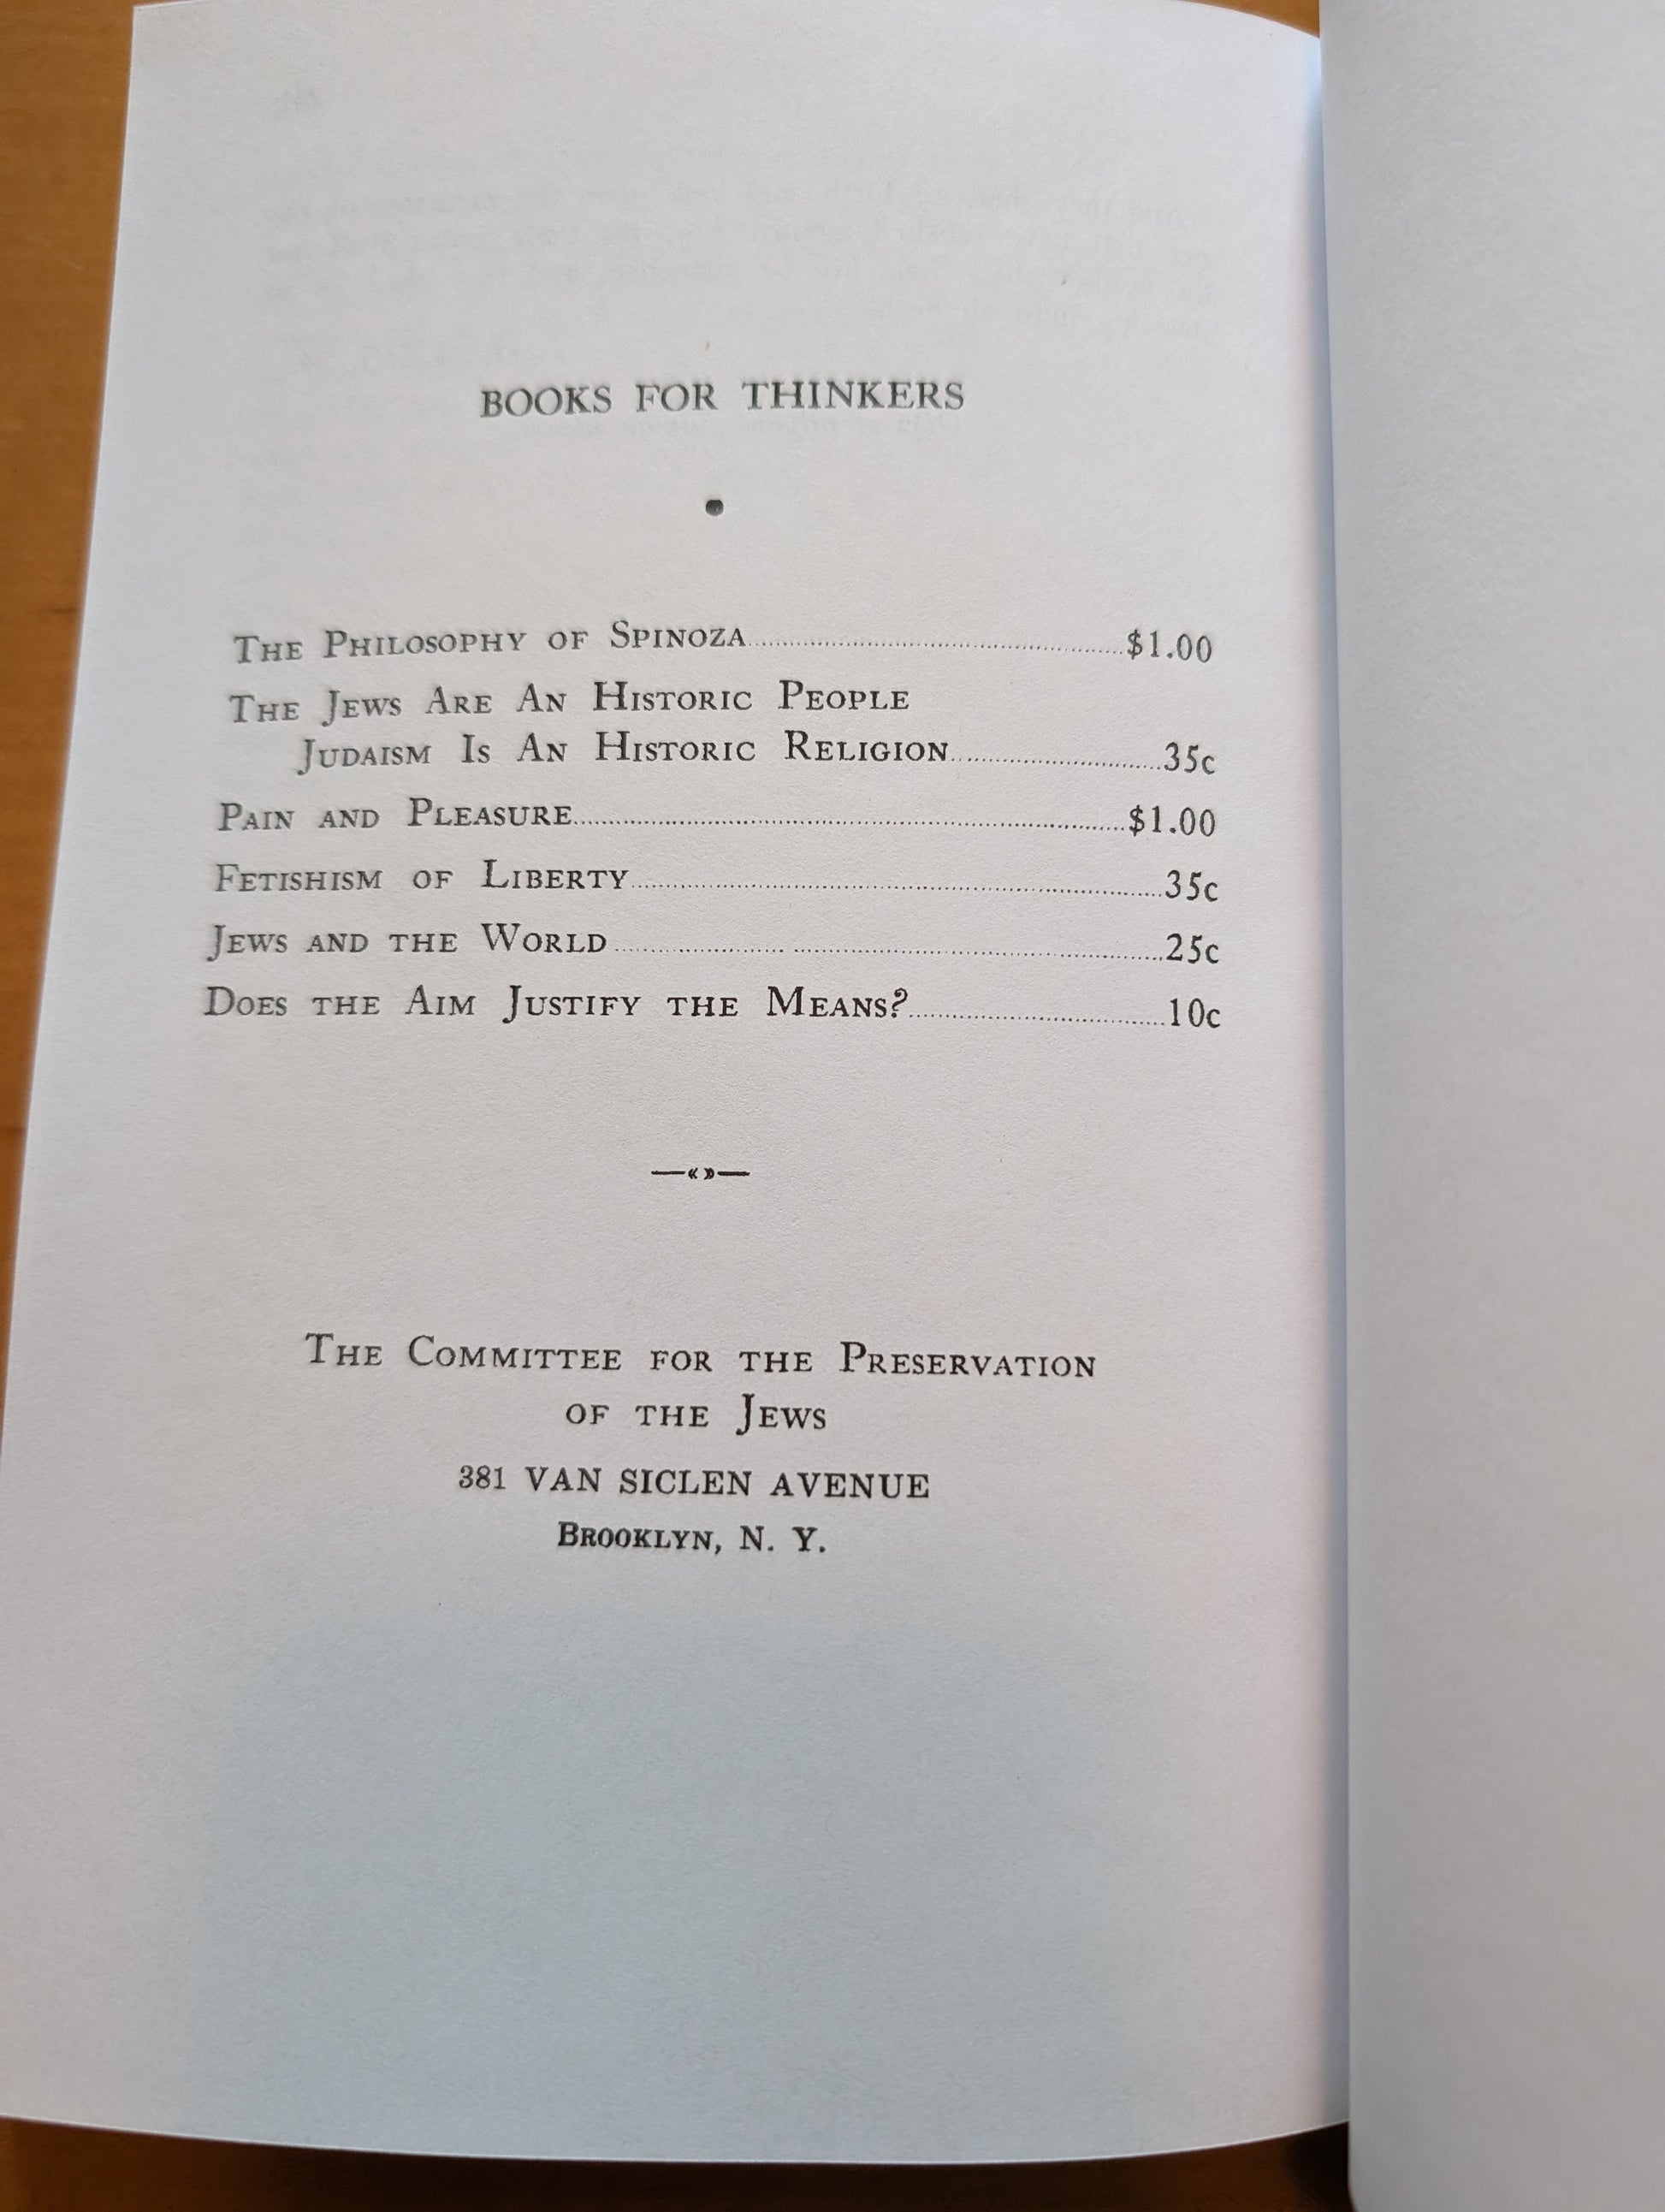 BOOKS FOR THINKERS
•
THE PHILOSOPHY OF SPINOZA........................$1.00
THE JEWS ARE AN HISTORIC PEOPLE
JUDAISM IS AN HISTORIC RELIGION........................35c
PAIN AND PLEASURE........................$1.00
FETISHISM OF LIBERTY........................35c
JEWS AND THE WORLD........................25c
DOES THE AIM JUSTIFY THE MEANS?........................10c
—«»—
THE COMMITTEE FOR THE PRESERVATION
OF THE JEWS
381 VAN SICLEN AVENUE
BROOKLYN, N. Y.